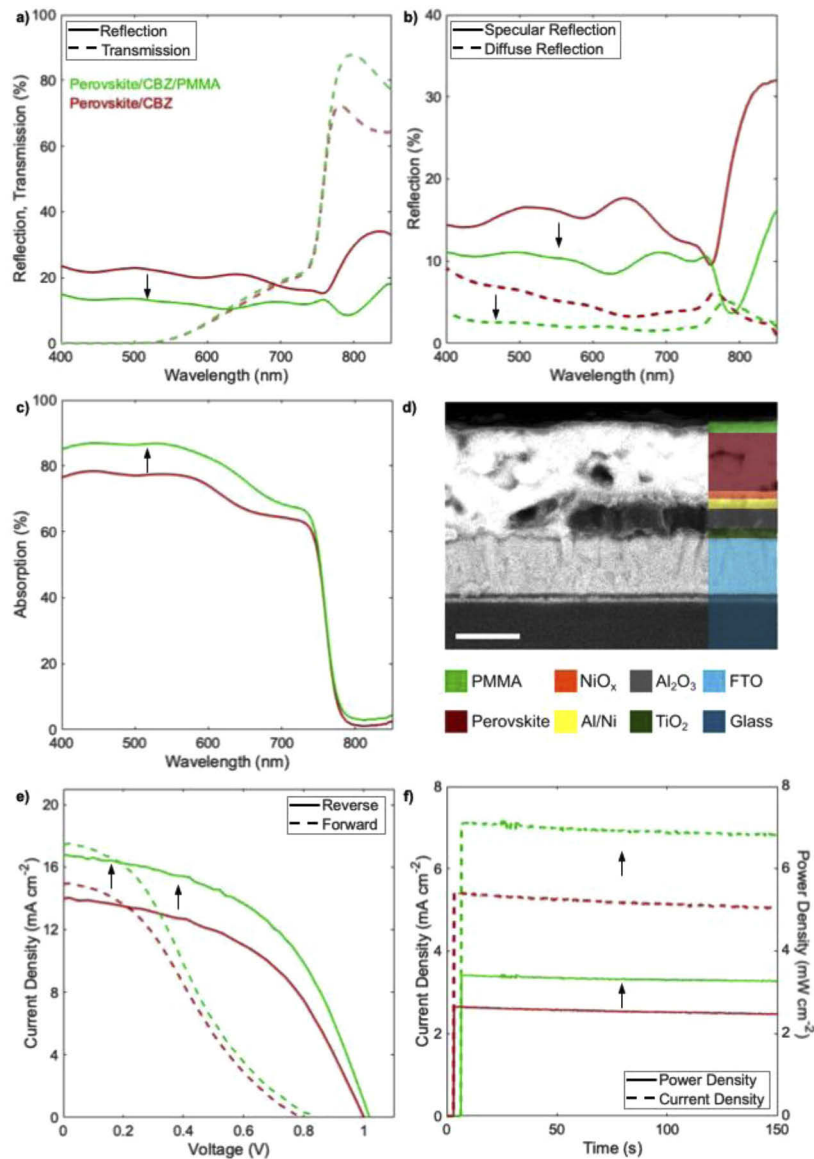 a)
Reflection
Transmission
Perovskite/CBZ/PMMA
Perovskite/CBZ
Reflection, Transmission (%)
100
80
60
40
20
0
400 500 600 700 800
Wavelength (nm)
b)
Specular Reflection
Diffuse Reflection
Reflection (%)
40
30
20
10
0
400 500 600 700 800
Wavelength (nm)
c)
Absorption (%)
100
80
60
40
20
0
400 500 600 700 800
Wavelength (nm)
d)
PMMA NiOₓ Al₂O₃ FTO
Perovskite Al/Ni TiO₂ Glass
e)
Reverse
Forward
Current Density (mA cm⁻²)
20
16
12
8
4
0
0 0.2 0.4 0.6 0.8 1
Voltage (V)
f)
Current Density (mA cm⁻²)
8
6
4
2
0
Power Density (mW cm⁻²)
8
6
4
2
0
Power Density
Current Density
0 50 100 150
Time (s)